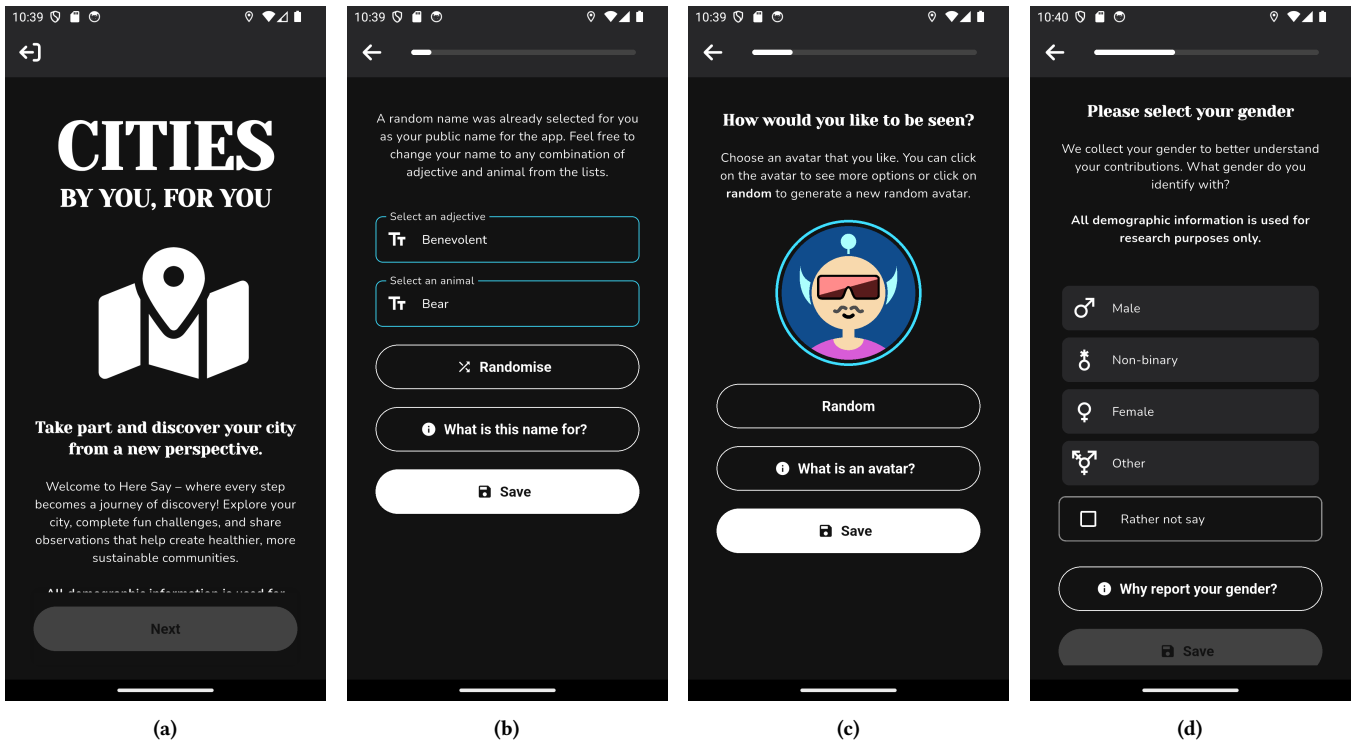 10:39
CITIES
BY YOU, FOR YOU
Take part and discover your city
from a new perspective.
Welcome to Here Say – where every step
becomes a journey of discovery! Explore your
city, complete fun challenges, and share
observations that help create healthier, more
sustainable communities.
All demographic information is used for
Next
(a)
10:39
A random name was already selected for you
as your public name for the app. Feel free to
change your name to any combination of
adjective and animal from the lists.
Select an adjective
Benevolent
Select an animal
Bear
Randomise
What is this name for?
Save
(b)
10:39
How would you like to be seen?
Choose an avatar that you like. You can click
on the avatar to see more options or click on
random to generate a new random avatar.
Random
What is an avatar?
Save
(c)
10:40
Please select your gender
We collect your gender to better understand
your contributions. What gender do you
identify with?
All demographic information is used for
research purposes only.
Male
Non-binary
Female
Other
Rather not say
Why report your gender?
Save
(d)